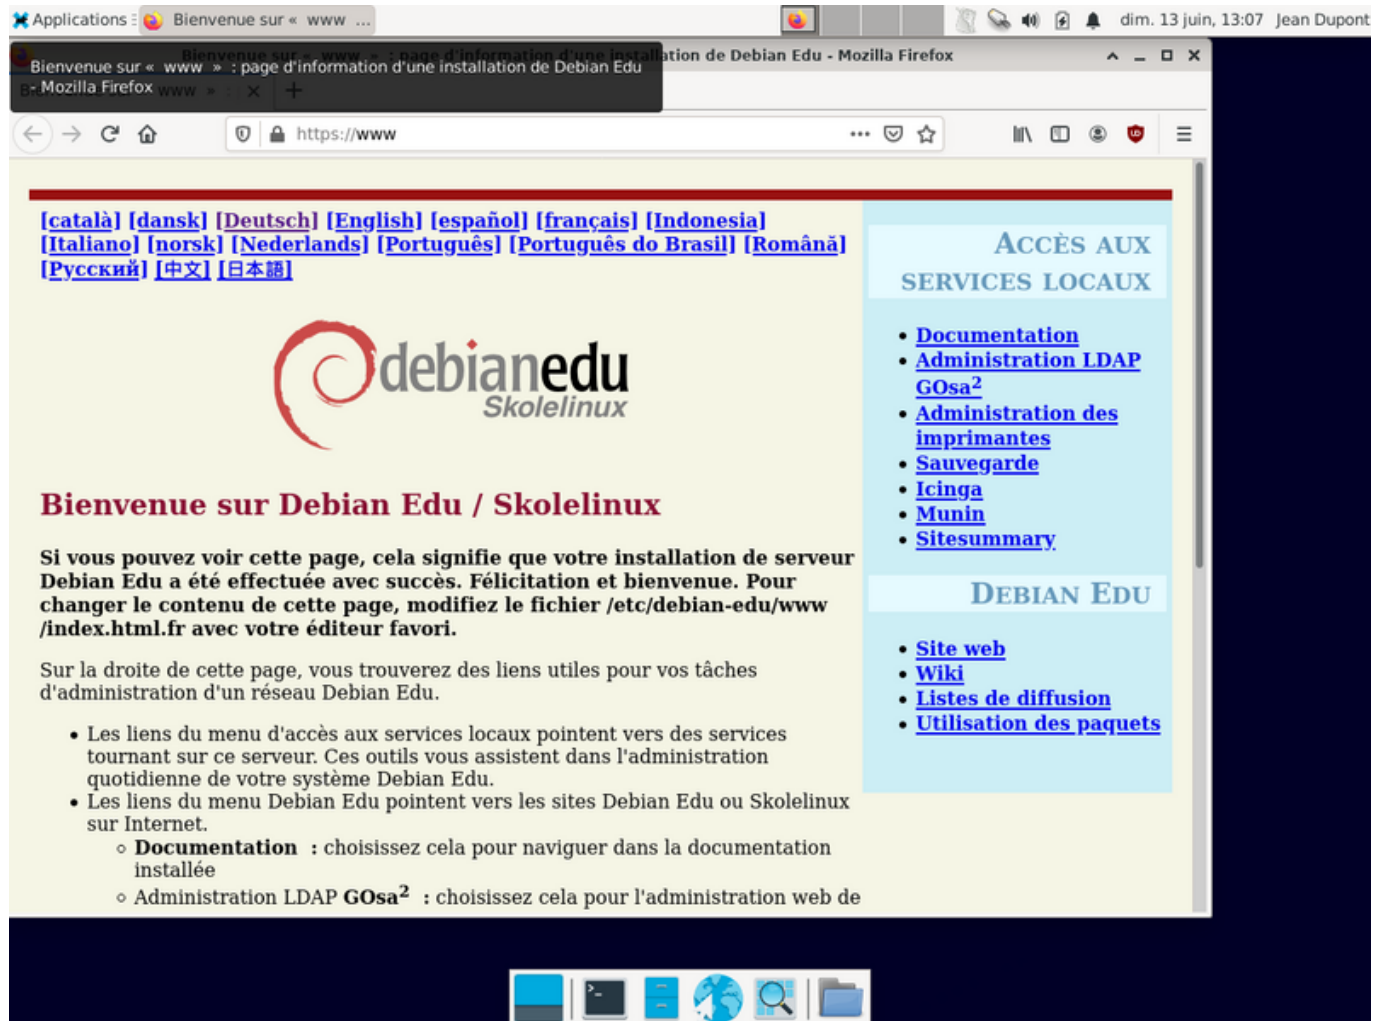 Applications
Bienvenue sur « www ...
dim. 13 juin, 13:07 Jean Dupont
Bienvenue sur « www » : page d'information d'une installation de Debian Edu
- Mozilla Firefox
tion de Debian Edu - Mozilla Firefox
https://www
[català] [dansk] [Deutsch] [English] [español] [français] [Indonesia]
[Italiano] [norsk] [Nederlands] [Português] [Português do Brasil] [Română]
[Русский] [中文] [日本語]
debianedu
Skolelinux
Bienvenue sur Debian Edu / Skolelinux
Si vous pouvez voir cette page, cela signifie que votre installation de serveur
Debian Edu a été effectuée avec succès. Félicitation et bienvenue. Pour
changer le contenu de cette page, modifiez le fichier /etc/debian-edu/www
/index.html.fr avec votre éditeur favori.
Sur la droite de cette page, vous trouverez des liens utiles pour vos tâches
d'administration d'un réseau Debian Edu.
• Les liens du menu d'accès aux services locaux pointent vers des services
tournant sur ce serveur. Ces outils vous assistent dans l'administration
quotidienne de votre système Debian Edu.
• Les liens du menu Debian Edu pointent vers les sites Debian Edu ou Skolelinux
sur Internet.
◦ Documentation : choisissez cela pour naviguer dans la documentation
installée
◦ Administration LDAP GOsa² : choisissez cela pour l'administration web de
Accès aux
services locaux
• Documentation
• Administration LDAP
GOsa²
• Administration des
imprimantes
• Sauvegarde
• Icinga
• Munin
• Sitesummary
Debian Edu
• Site web
• Wiki
• Listes de diffusion
• Utilisation des paquets